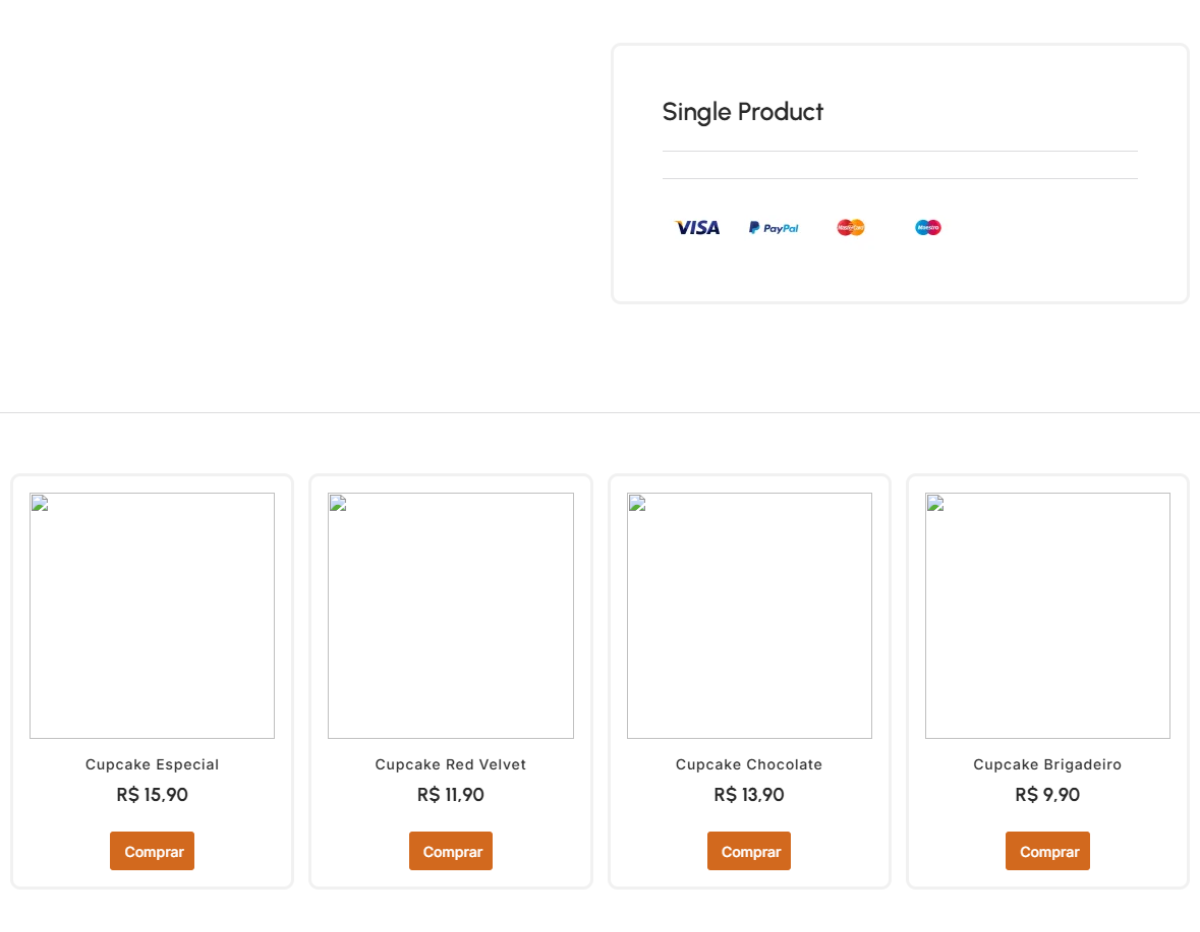 Single Product
VISA PayPal MasterCard Maestro
Cupcake Especial
R$ 15,90
Comprar
Cupcake Red Velvet
R$ 11,90
Comprar
Cupcake Chocolate
R$ 13,90
Comprar
Cupcake Brigadeiro
R$ 9,90
Comprar